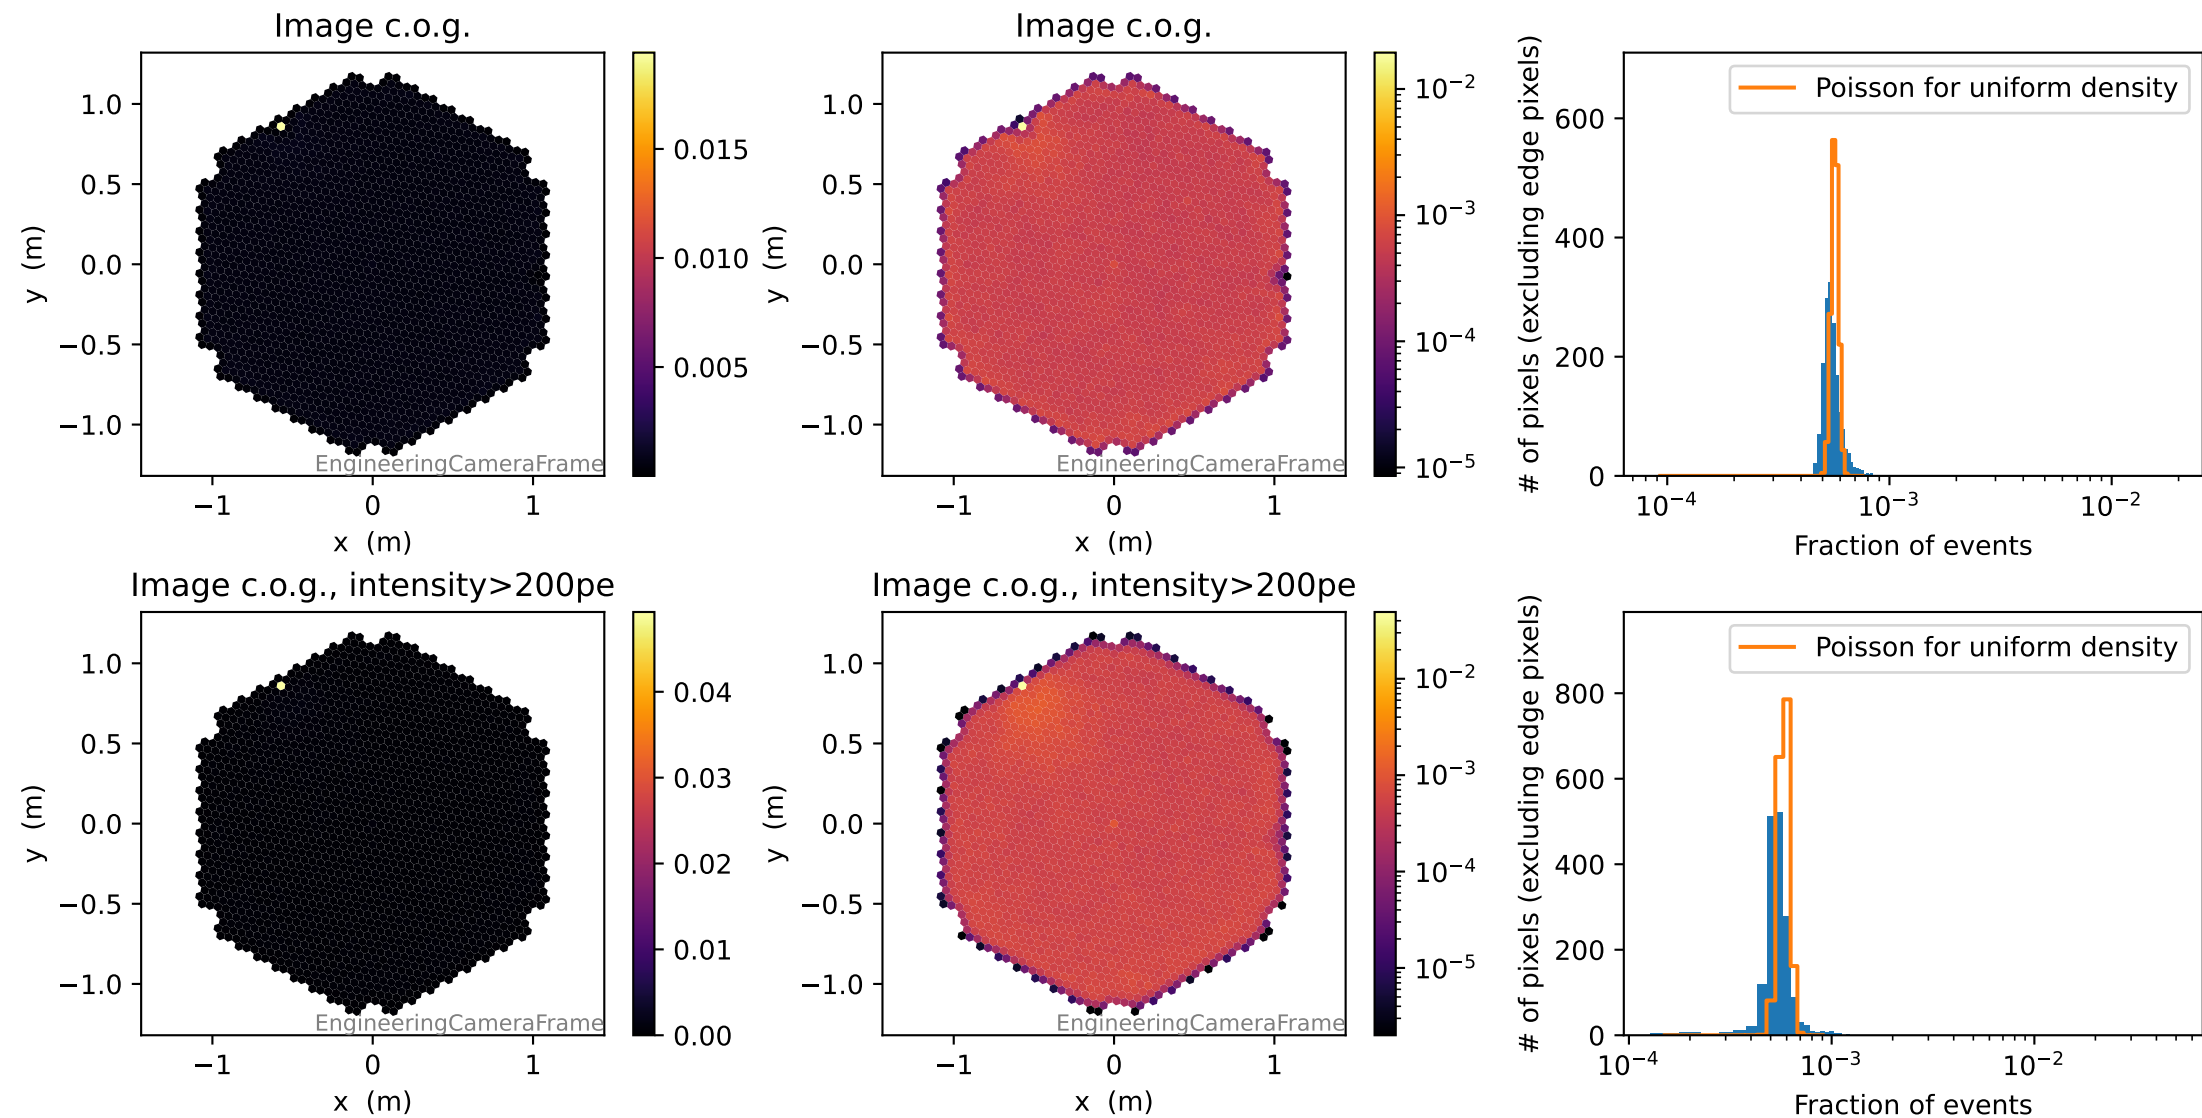 Image c.o.g.
y (m)
1.0
0.5
0.0
−0.5
−1.0
EngineeringCameraFrame
−1 0 1
x (m)
0.015
0.010
0.005
Image c.o.g.
y (m)
1.0
0.5
0.0
−0.5
−1.0
EngineeringCameraFrame
−1 0 1
x (m)
10⁻²
10⁻³
10⁻⁴
10⁻⁵
# of pixels (excluding edge pixels)
Poisson for uniform density
600
400
200
0
10⁻⁴ 10⁻³ 10⁻²
Fraction of events
Image c.o.g., intensity>200pe
y (m)
1.0
0.5
0.0
−0.5
−1.0
EngineeringCameraFrame
−1 0 1
x (m)
0.04
0.03
0.02
0.01
0.00
Image c.o.g., intensity>200pe
y (m)
1.0
0.5
0.0
−0.5
−1.0
EngineeringCameraFrame
−1 0 1
x (m)
10⁻²
10⁻³
10⁻⁴
10⁻⁵
# of pixels (excluding edge pixels)
Poisson for uniform density
800
600
400
200
0
10⁻⁴ 10⁻³ 10⁻²
Fraction of events